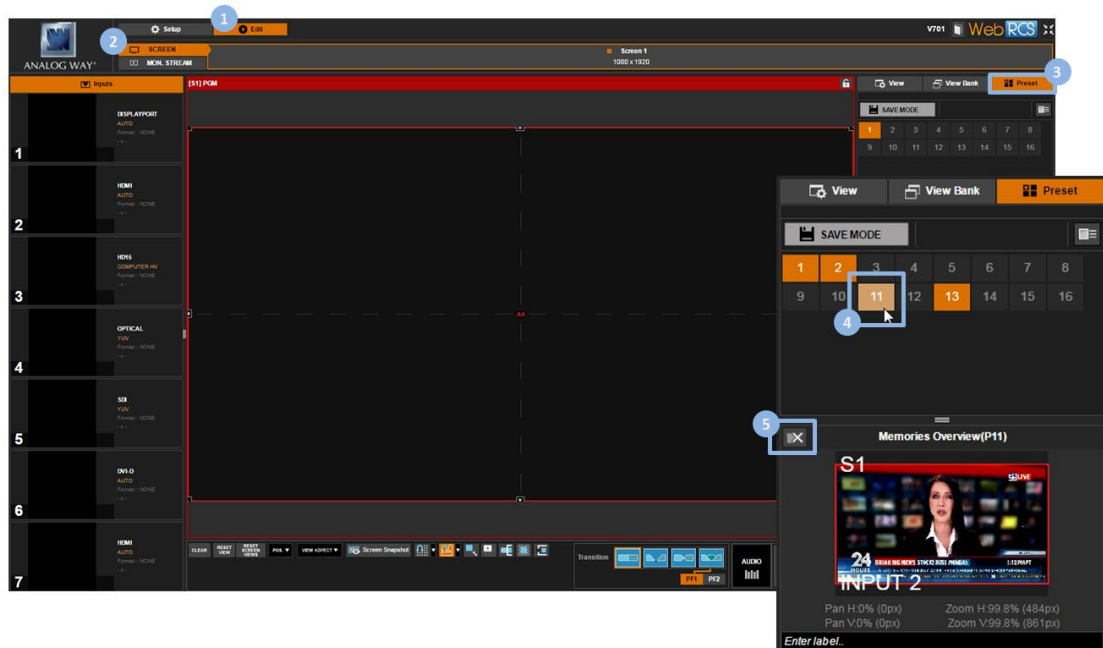 1
Setup
Edit
V701
Web RCS
ANALOG WAY®
2
SCREEN
MON. STREAM
Screen 1
1080 x 1920
Inputs
[S1] PGM
View
View Bank
Preset
3
SAVE MODE
1 2 3 4 5 6 7 8
9 10 11 12 13 14 15 16
1
DISPLAYPORT
AUTO
Format : NONE
- x -
2
HDMI
AUTO
Format : NONE
- x -
3
HD15
COMPUTER HV
Format : NONE
- x -
4
OPTICAL
YUV
Format : NONE
- x -
5
SDI
YUV
Format : NONE
- x -
6
DVI-D
AUTO
Format : NONE
- x -
7
HDMI
AUTO
Format : NONE
- x -
CLEAR
RESET VIEW
RESET SCREEN VIEWS
POS. ▼
VIEW ASPECT ▼
Screen Snapshot
Transition
PF1 PF2
AUDIO
View
View Bank
Preset
SAVE MODE
1 2 3 4 5 6 7 8
9 10 11 12 13 14 15 16
4
5
Memories Overview(P11)
S1
LIVE
24
HOURS
BREAKING NEWS
INPUT 2
Pan H:0% (0px) Zoom H:99.8% (484px)
Pan V:0% (0px) Zoom V:99.8% (861px)
Enter label..